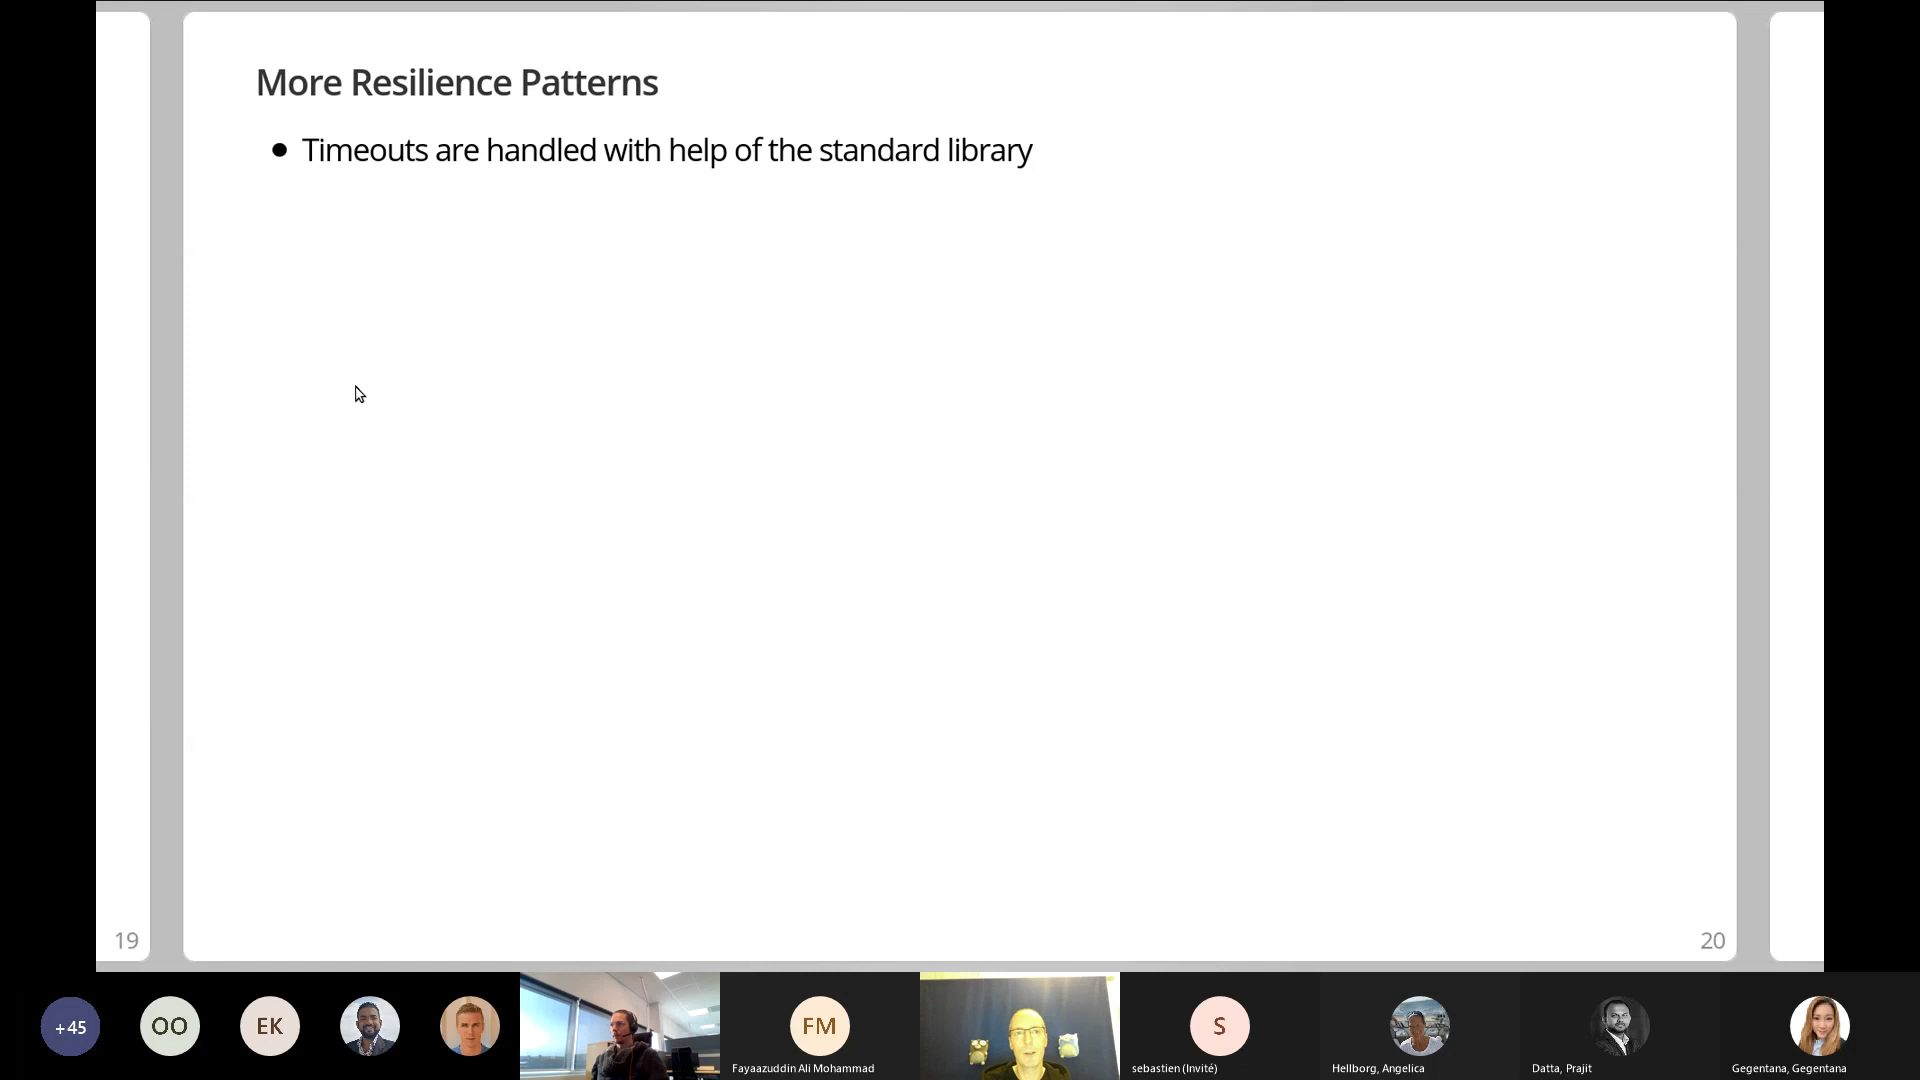 More Resilience Patterns
● Timeouts are handled with help of the standard library
19
20
+45
OO
EK
FM
Fayaazuddin Ali Mohammad
S
sebastien (Invité)
Hellborg, Angelica
Datta, Prajit
Gegentana, Gegentana